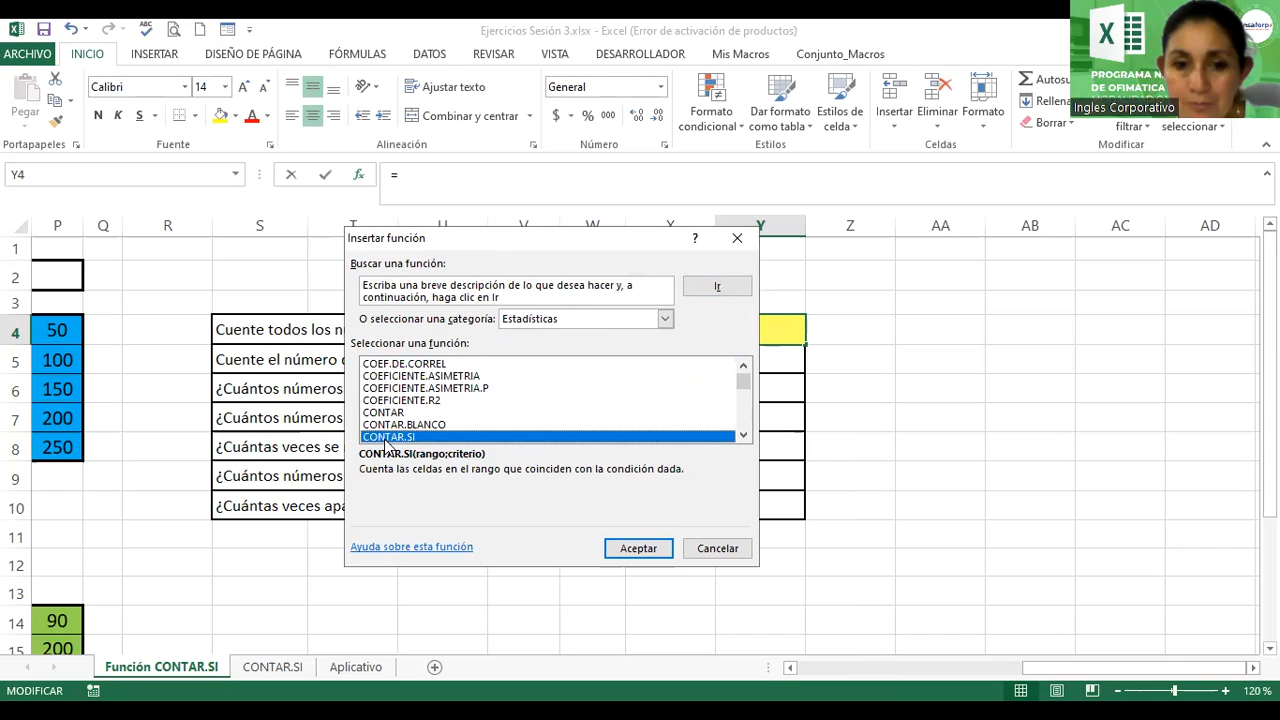 Ejercicios Sesión 3.xlsx - Excel (Error de activación de productos)
ARCHIVO INICIO INSERTAR DISEÑO DE PÁGINA FÓRMULAS DATOS REVISAR VISTA DESARROLLADOR Mis Macros Conjunto_Macros
PROGRAMA N
DE OFIMATICA
Ingles Corporativo
Pegar
Calibri 14
N K S
Ajustar texto
Combinar y centrar
General
$ % 000
Formato condicional
Dar formato como tabla
Estilos de celda
Insertar Eliminar Formato
Autosu
Rellena
Borrar
filtrar
seleccionar
Portapapeles Fuente Alineación Número Estilos Celdas Modificar
Y4 fx =
P Q R S T U V W X Y Z AA AB AC AD
1
2
3
4 50 Cuente todos los n
5 100 Cuente el número
6 150 ¿Cuántos números
7 200 ¿Cuántos números
8 250 ¿Cuántas veces se
9 ¿Cuántos números
10 ¿Cuántas veces apa
11
12
13
14 90
15 200
Insertar función ?
Buscar una función:
Escriba una breve descripción de lo que desea hacer y, a
continuación, haga clic en Ir
Ir
O seleccionar una categoría: Estadísticas
Seleccionar una función:
COEF.DE.CORREL
COEFICIENTE.ASIMETRIA
COEFICIENTE.ASIMETRIA.P
COEFICIENTE.R2
CONTAR
CONTAR.BLANCO
CONTAR.SI
CONTAR.SI(rango;criterio)
Cuenta las celdas en el rango que coinciden con la condición dada.
Ayuda sobre esta función
Aceptar Cancelar
Función CONTAR.SI CONTAR.SI Aplicativo
MODIFICAR
120 %